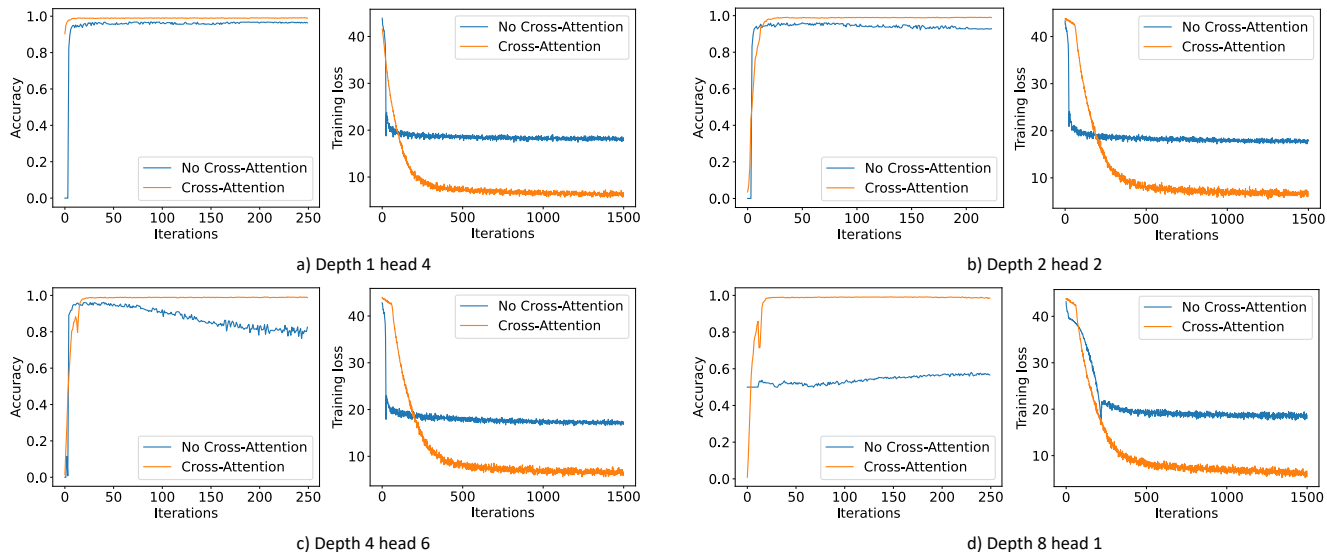 Accuracy
1.0
0.8
0.6
0.4
0.2
0.0
0 50 100 150 200 250
Iterations
No Cross-Attention
Cross-Attention
Training loss
40
30
20
10
0 500 1000 1500
Iterations
No Cross-Attention
Cross-Attention
a) Depth 1 head 4
Accuracy
1.0
0.8
0.6
0.4
0.2
0.0
0 50 100 150 200
Iterations
No Cross-Attention
Cross-Attention
Training loss
40
30
20
10
0 500 1000 1500
Iterations
No Cross-Attention
Cross-Attention
b) Depth 2 head 2
Accuracy
1.0
0.8
0.6
0.4
0.2
0.0
0 50 100 150 200 250
Iterations
No Cross-Attention
Cross-Attention
Training loss
40
30
20
10
0 500 1000 1500
Iterations
No Cross-Attention
Cross-Attention
c) Depth 4 head 6
Accuracy
1.0
0.8
0.6
0.4
0.2
0.0
0 50 100 150 200 250
Iterations
No Cross-Attention
Cross-Attention
Training loss
40
30
20
10
0 500 1000 1500
Iterations
No Cross-Attention
Cross-Attention
d) Depth 8 head 1